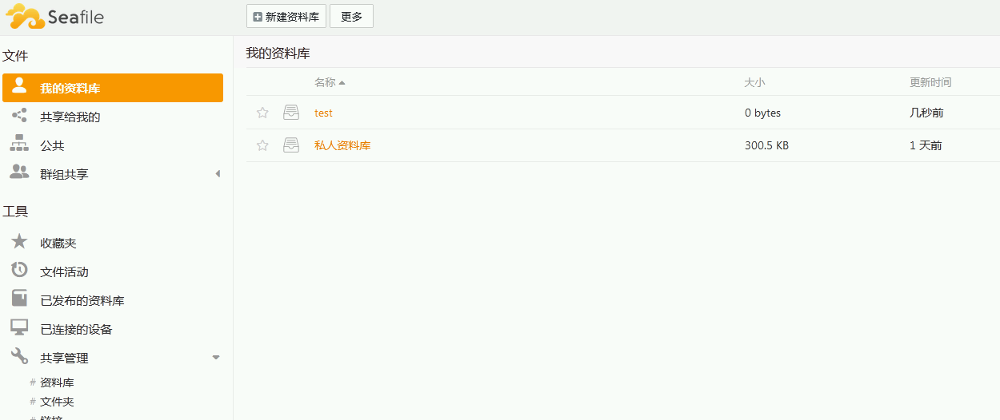 Seafile
新建资料库 更多
文件
我的资料库
共享给我的
公共
群组共享
工具
收藏夹
文件活动
已发布的资料库
已连接的设备
共享管理
# 资料库
# 文件夹
# 链接
我的资料库
名称 大小 更新时间
test 0 bytes 几秒前
私人资料库 300.5 KB 1 天前